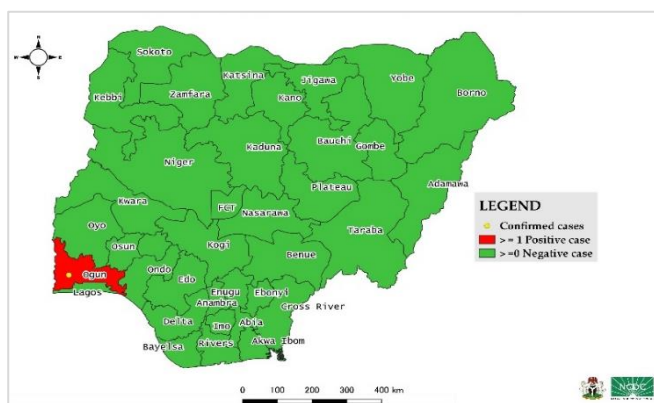 N
W
E
S
Sokoto
Katsina
Jigawa
Yobe
Borno
Kebbi
Zamfara
Kano
Bauchi
Gombe
Kaduna
Niger
Adamawa
Plateau
Kwara
FCT
Nasarawa
Taraba
Oyo
Osun
Kogi
Benue
Ogun
Ondo
Edo
Lagos
Enugu
Ebonyi
Anambra
Cross River
Delta
Imo
Abia
Bayelsa
Rivers
Akwa Ibom
LEGEND
Confirmed cases
>= 1 Positive case
>=0 Negative case
0 100 200 300 400 km
NCDC